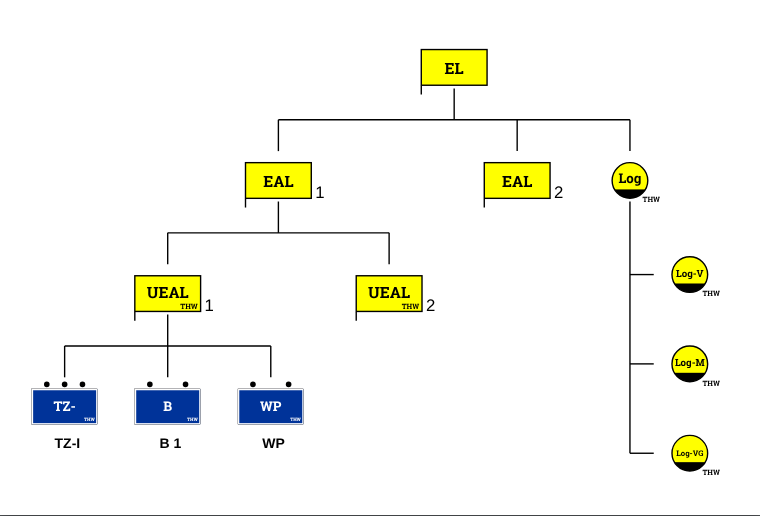 EL
EAL 1
EAL 2
Log
THW
UEAL
THW 1
UEAL
THW 2
Log-V
THW
Log-M
THW
Log-VG
THW
TZ-
THW
B
THW
WP
THW
TZ-I
B 1
WP